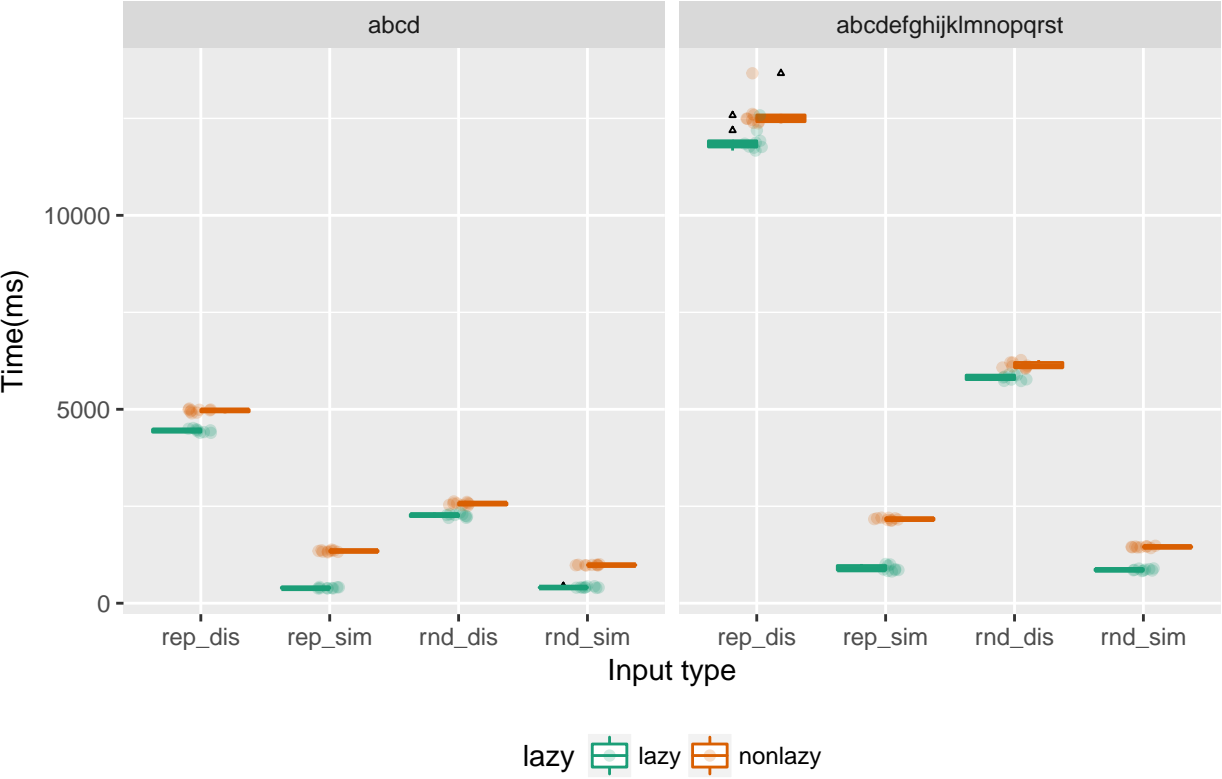 abcd abcdefghijklmnopqrst
Time(ms)
10000
5000
0
rep_dis rep_sim rnd_dis rnd_sim rep_dis rep_sim rnd_dis rnd_sim
Input type
lazy lazy nonlazy